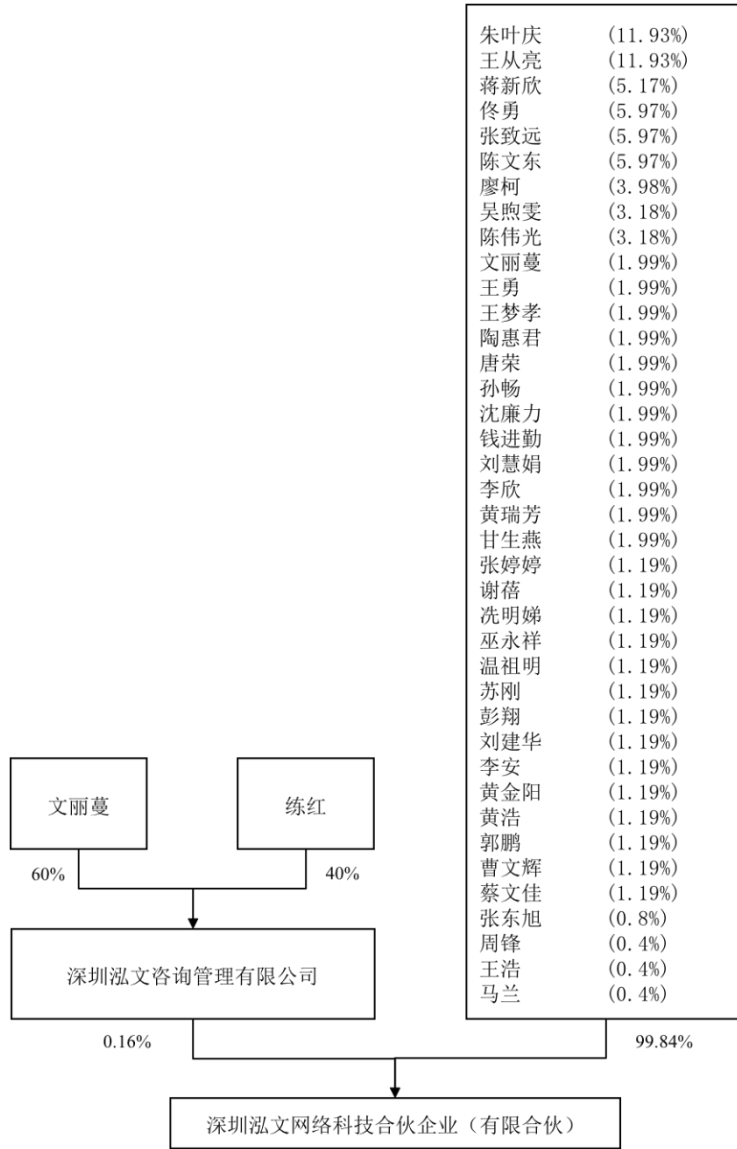 朱叶庆 (11.93%)
王从亮 (11.93%)
蒋新欣 (5.17%)
佟勇 (5.97%)
张致远 (5.97%)
陈文东 (5.97%)
廖柯 (3.98%)
吴煦雯 (3.18%)
陈伟光 (3.18%)
文丽蔓 (1.99%)
王勇 (1.99%)
王梦孝 (1.99%)
陶惠君 (1.99%)
唐荣 (1.99%)
孙畅 (1.99%)
沈廉力 (1.99%)
钱进勤 (1.99%)
刘慧娟 (1.99%)
李欣 (1.99%)
黄瑞芳 (1.99%)
甘生燕 (1.99%)
张婷婷 (1.19%)
谢蓓 (1.19%)
冼明娣 (1.19%)
巫永祥 (1.19%)
温祖明 (1.19%)
苏刚 (1.19%)
彭翔 (1.19%)
刘建华 (1.19%)
李安 (1.19%)
黄金阳 (1.19%)
黄浩 (1.19%)
郭鹏 (1.19%)
曹文辉 (1.19%)
蔡文佳 (1.19%)
张东旭 (0.8%)
周锋 (0.4%)
王浩 (0.4%)
马兰 (0.4%)
文丽蔓 练红
60% 40%
深圳泓文咨询管理有限公司
0.16% 99.84%
深圳泓文网络科技合伙企业（有限合伙）